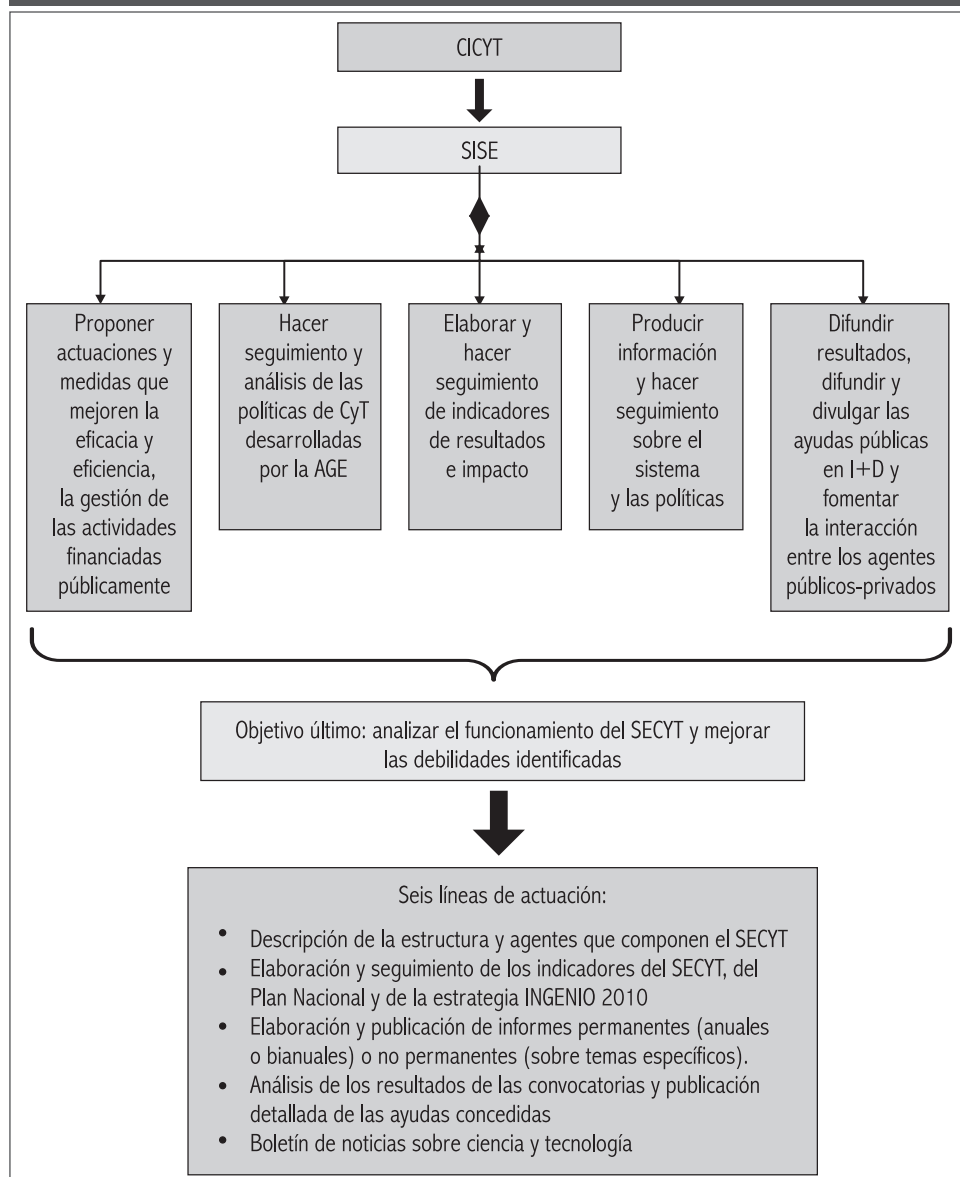 CICYT
SISE
Proponer
actuaciones y
medidas que
mejoren la
eficacia y
eficiencia,
la gestión de
las actividades
financiadas
públicamente
Hacer
seguimiento y
análisis de las
políticas de CyT
desarrolladas
por la AGE
Elaborar y
hacer
seguimiento
de indicadores
de resultados
e impacto
Producir
información
y hacer
seguimiento
sobre el
sistema
y las políticas
Difundir
resultados,
difundir y
divulgar las
ayudas públicas
en I+D y
fomentar
la interacción
entre los agentes
públicos-privados
Objetivo último: analizar el funcionamiento del SECYT y mejorar
las debilidades identificadas
Seis líneas de actuación:
• Descripción de la estructura y agentes que componen el SECYT
• Elaboración y seguimiento de los indicadores del SECYT, del
Plan Nacional y de la estrategia INGENIO 2010
• Elaboración y publicación de informes permanentes (anuales
o bianuales) o no permanentes (sobre temas específicos).
• Análisis de los resultados de las convocatorias y publicación
detallada de las ayudas concedidas
• Boletín de noticias sobre ciencia y tecnología